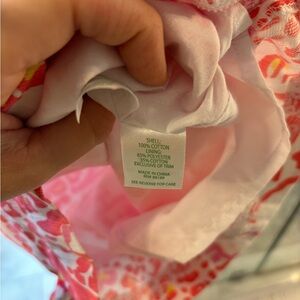 SHELL:
100% COTTON
LINING:
65% POLYESTER
35% COTTON
EXCLUSIVE OF TRIM
MADE IN CHINA
SEE REVERSE FOR CARE